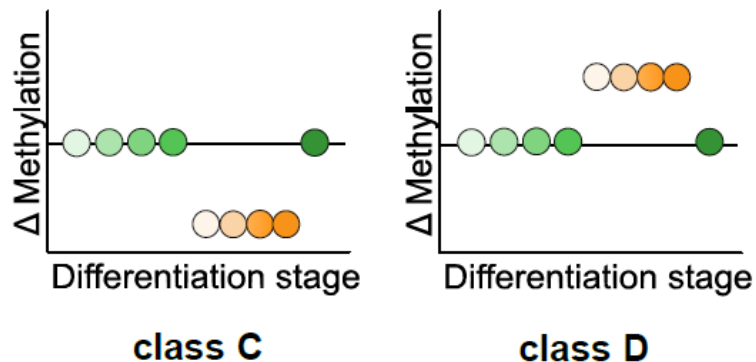 Δ Methylation
Differentiation stage
class C
Δ Methylation
Differentiation stage
class D